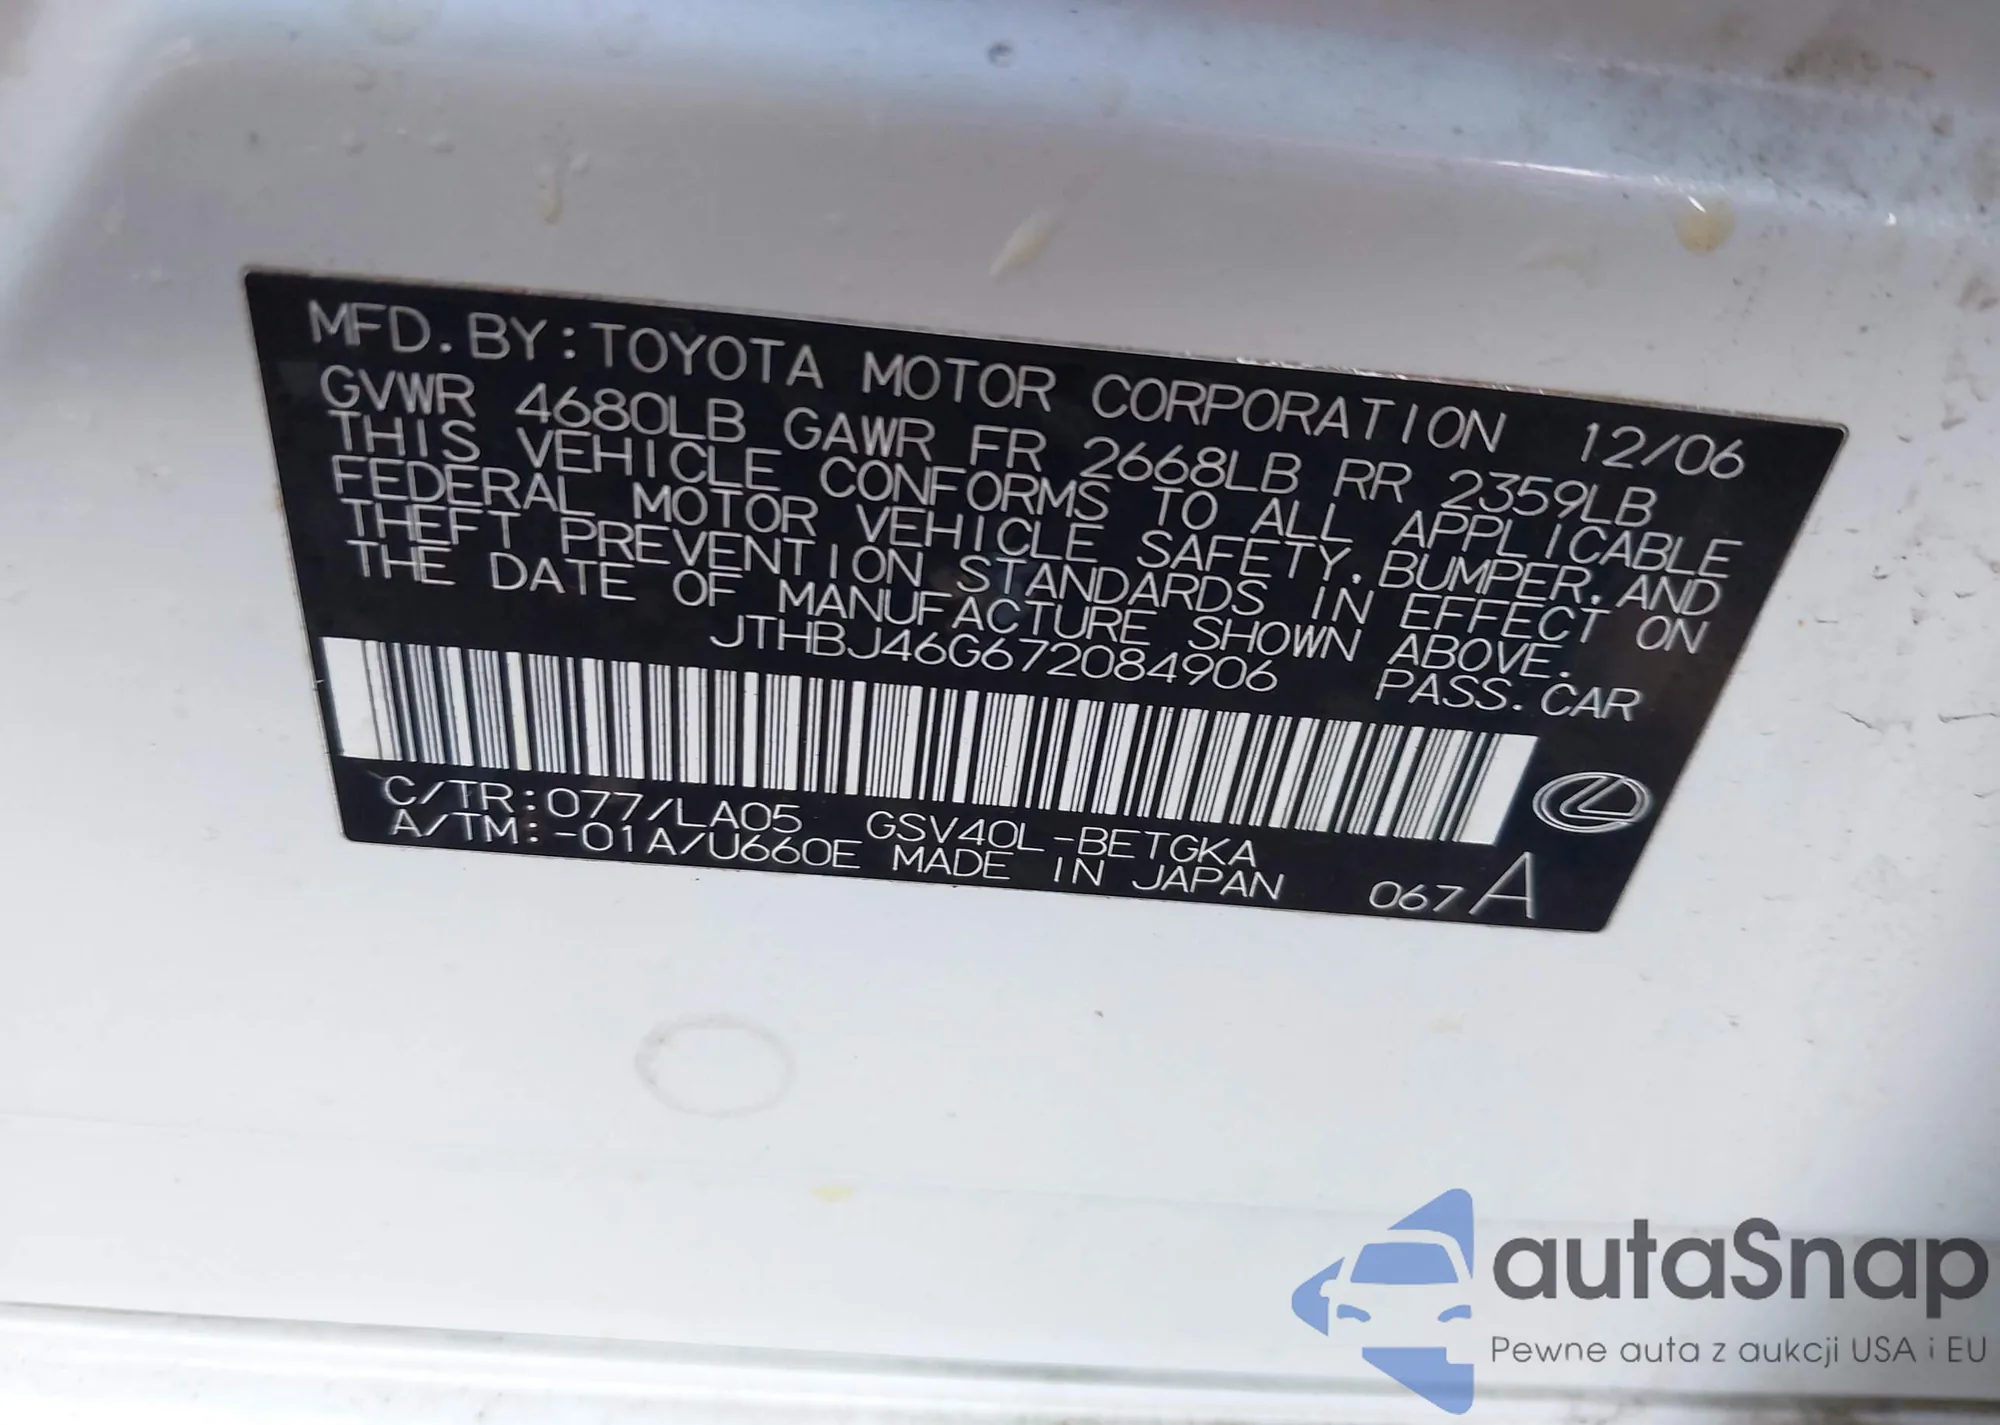 MFD. BY: TOYOTA MOTOR CORPORATION 12/06
GVWR 4680LB GAWR FR 2668LB RR 2359LB
THIS VEHICLE CONFORMS TO ALL APPLICABLE
FEDERAL MOTOR VEHICLE SAFETY, BUMPER, AND
THEFT PREVENTION STANDARDS IN EFFECT ON
THE DATE OF MANUFACTURE SHOWN ABOVE.
JTHBJ46G672084906 PASS. CAR
C/TR: 077/LA05 GSV40L-BETGKA
A/TM: -01A/U660E MADE IN JAPAN 067 A
autaSnap
Pewne auta z aukcji USA i EU